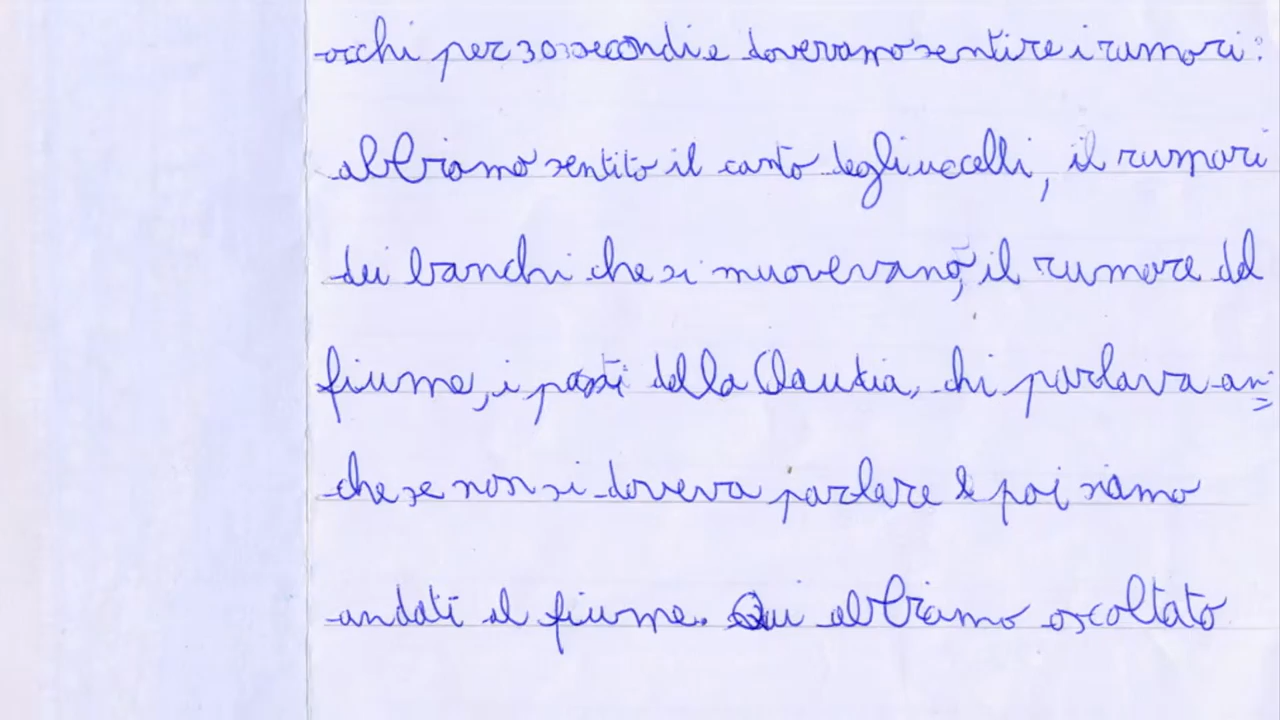 occhi per 30 secondi e dovevamo sentire i rumori:
abbiamo sentito il canto degli uccelli, il rumori
dei banchi che si muovevano, il rumore del
fiume, i passi della Claudia, chi parlava an=
che se non si doveva parlare e poi siamo
andati al fiume. Qui abbiamo ascoltato